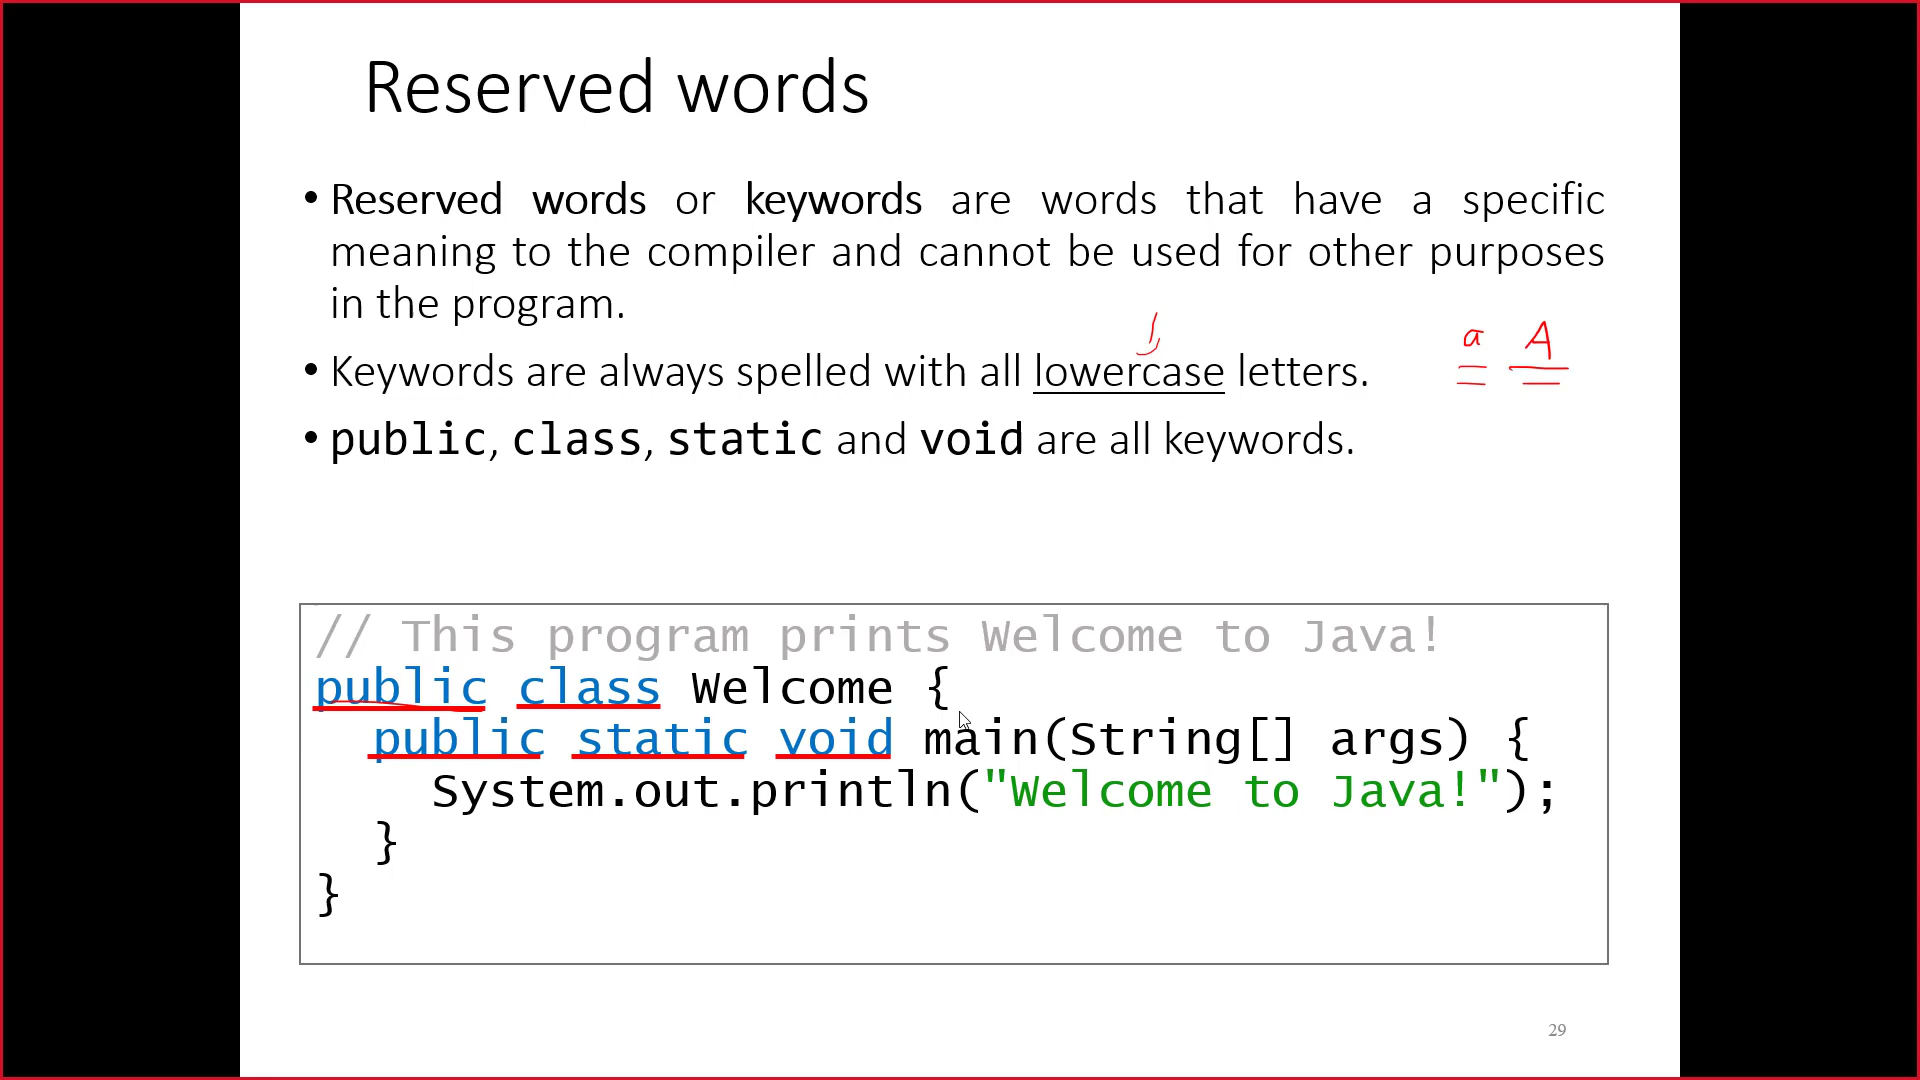 Reserved words
• Reserved words or keywords are words that have a specific
meaning to the compiler and cannot be used for other purposes
in the program.
a A
• Keywords are always spelled with all lowercase letters.
• public, class, static and void are all keywords.
// This program prints Welcome to Java!
public class Welcome {
public static void main(String[] args) {
System.out.println("Welcome to Java!");
}
}
29